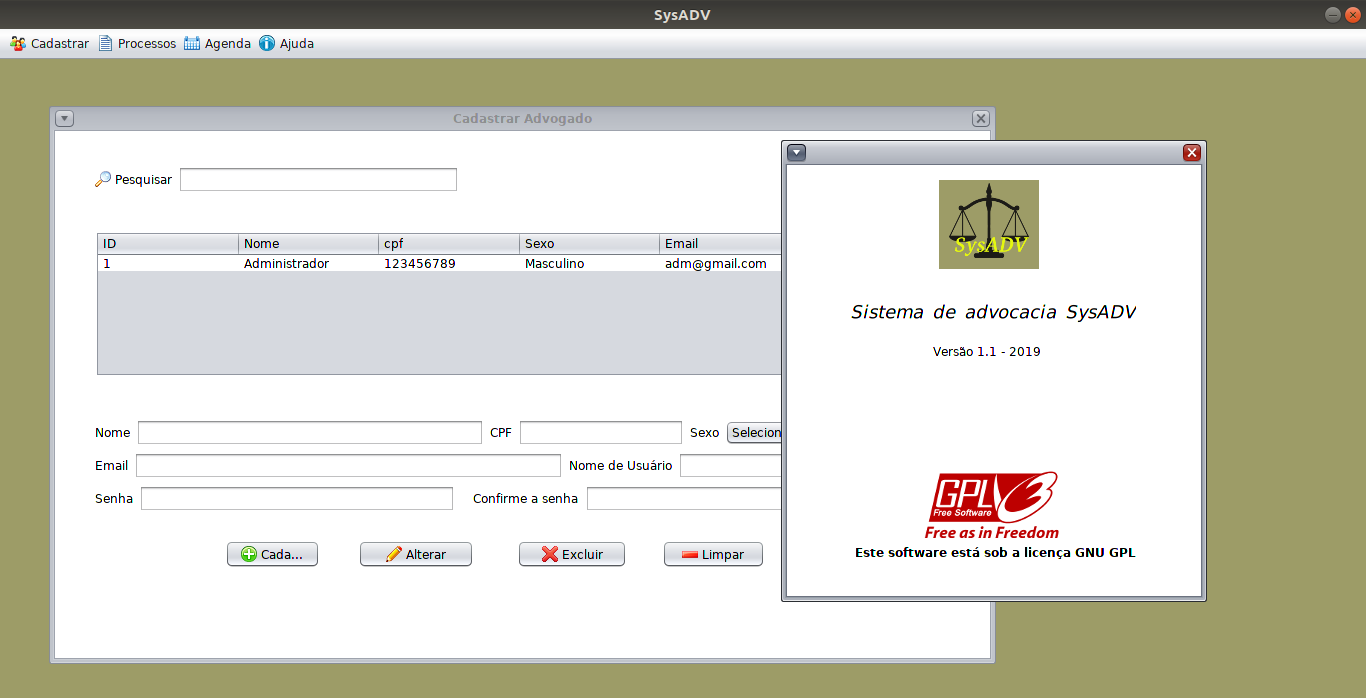 SysADV
Cadastrar Processos Agenda Ajuda
Cadastrar Advogado
Pesquisar
ID Nome cpf Sexo Email
1 Administrador 123456789 Masculino adm@gmail.com
Nome CPF Sexo Selecion
Email Nome de Usuário
Senha Confirme a senha
Cada... Alterar Excluir Limpar
SysADV
Sistema de advocacia SysADV
Versão 1.1 - 2019
GPLv3
Free Software
Free as in Freedom
Este software está sob a licença GNU GPL